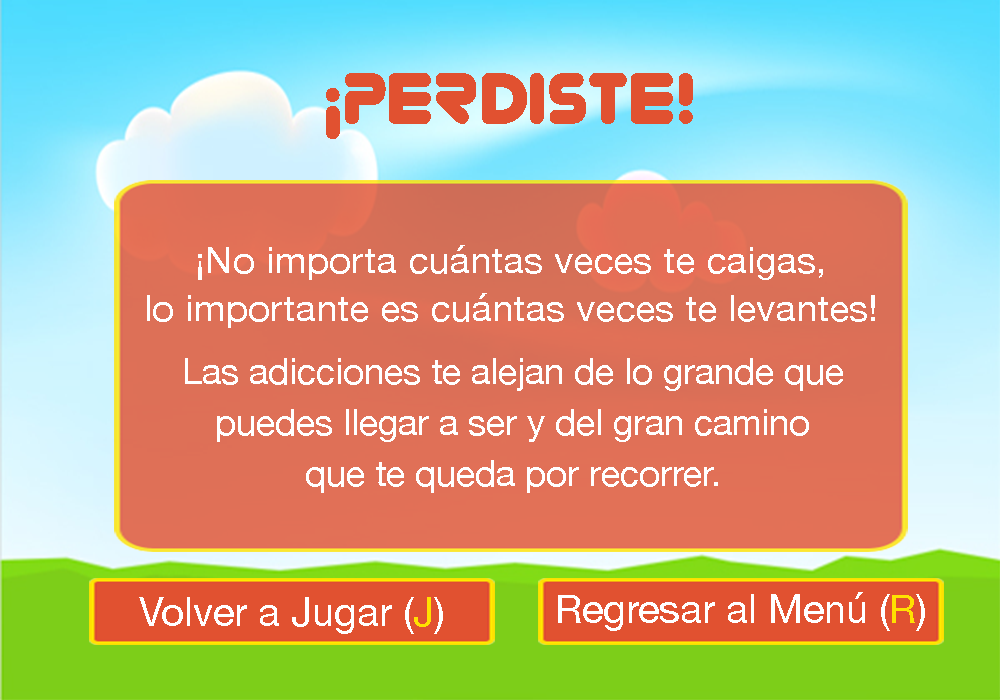 ¡PERDISTE!
¡No importa cuántas veces te caigas,
lo importante es cuántas veces te levantes!
Las adicciones te alejan de lo grande que
puedes llegar a ser y del gran camino
que te queda por recorrer.
Volver a Jugar (J)
Regresar al Menú (R)